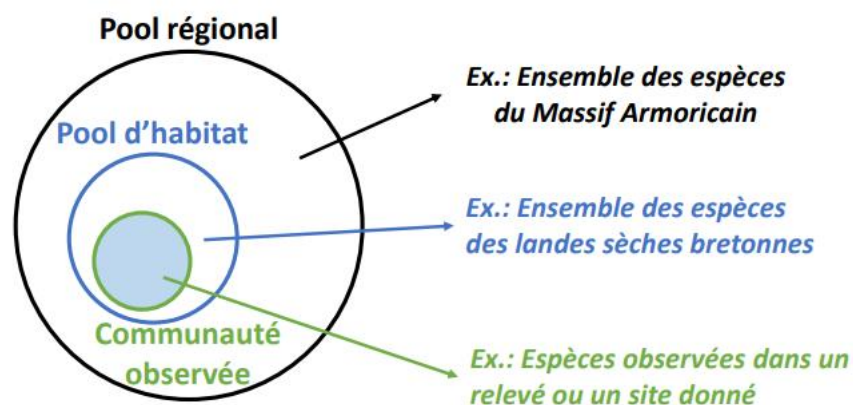 Pool régional
Ex.: Ensemble des espèces
du Massif Armoricain
Pool d'habitat
Ex.: Ensemble des espèces
des landes sèches bretonnes
Communauté
observée
Ex.: Espèces observées dans un
relevé ou un site donné